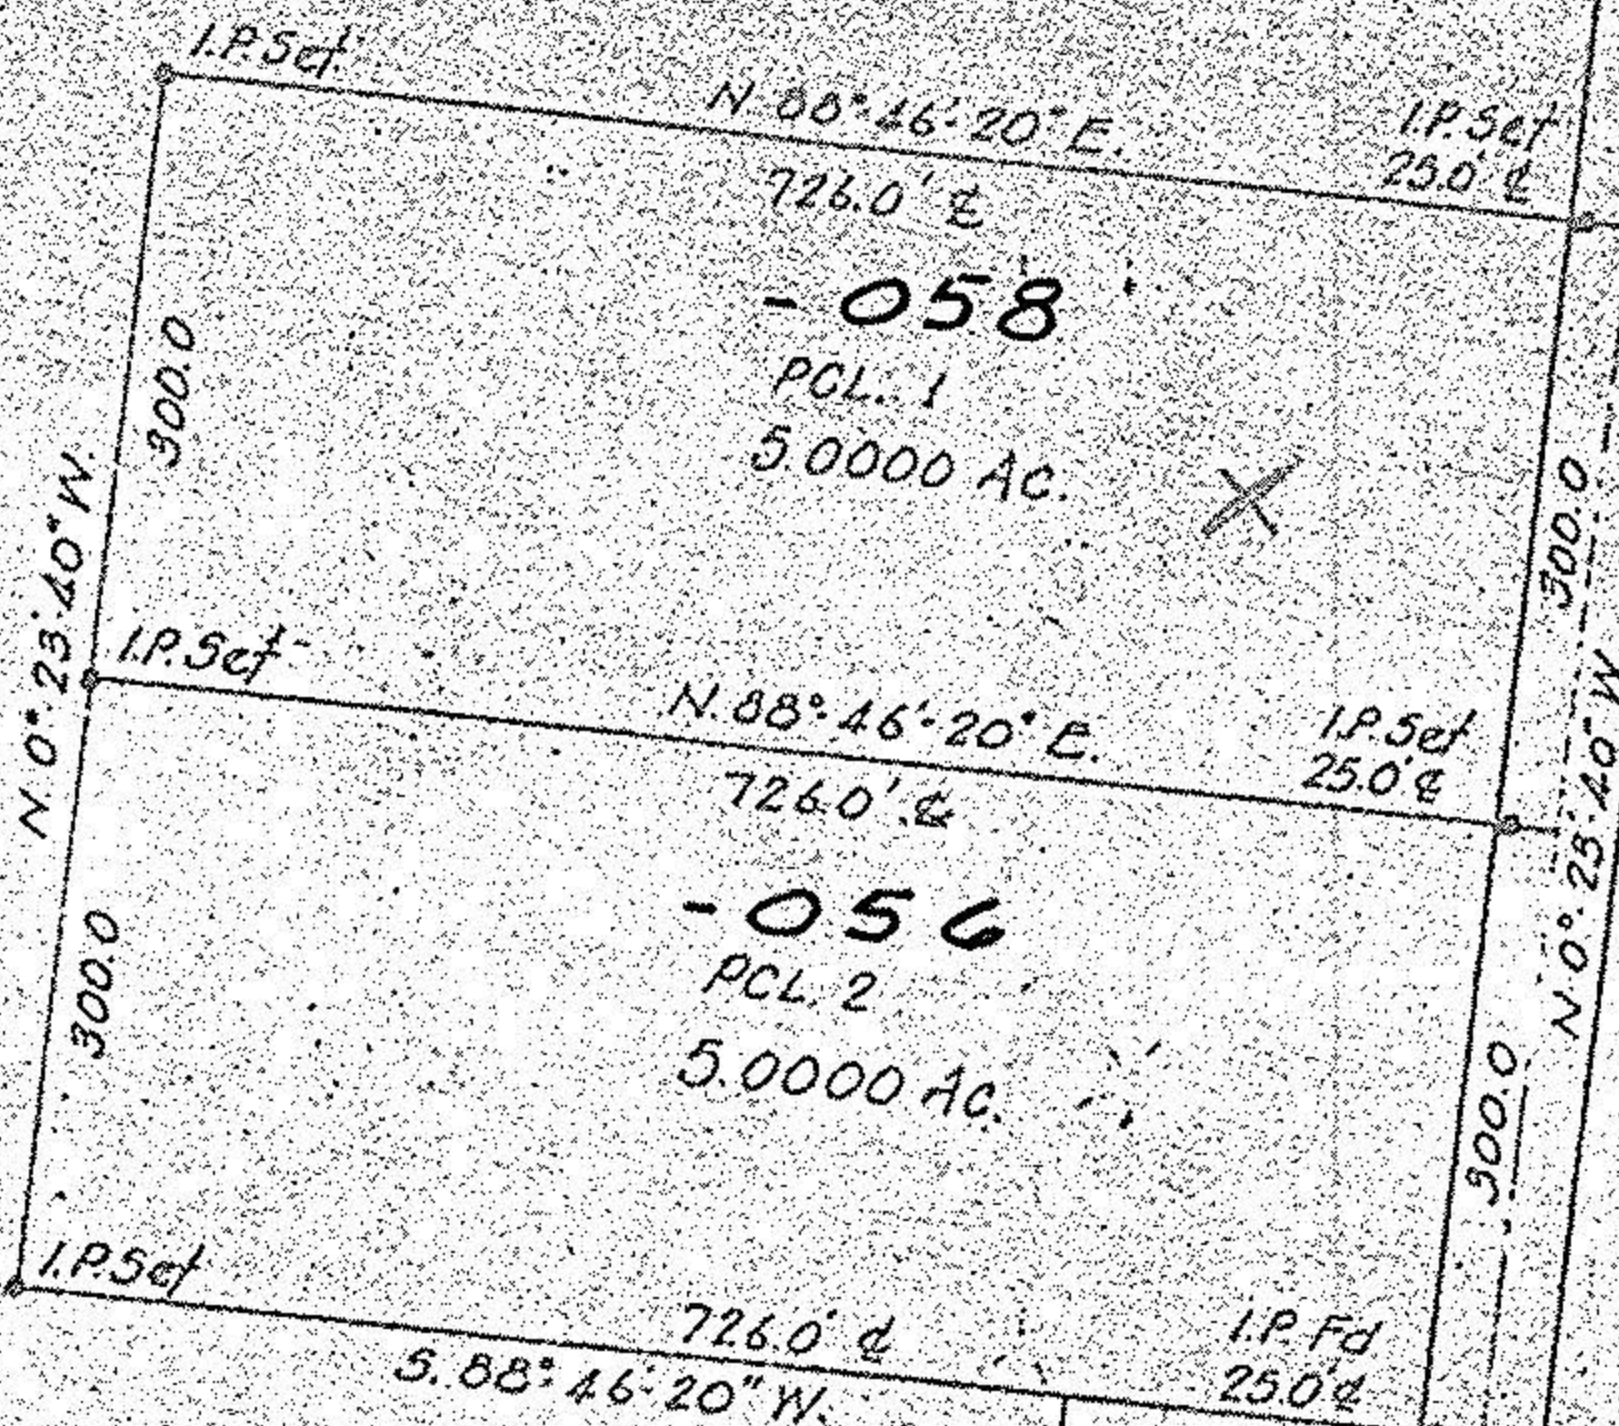 I.P. Set
N. 88°-46'-20" E.
I.P. Set
726.0' ℄
25.0' ℄
-058
PCL. 1
5.0000 Ac.
X
300.0
300.0
N. 0°-23'-40" W.
I.P. Set
N. 88°-46'-20" E.
I.P. Set
726.0' ℄
25.0' ℄
-056
PCL. 2
5.0000 Ac.
300.0
300.0
N. 0°-23'-40" W
I.P. Set
726.0' ℄
I.P. Fd
25.0' ℄
S. 88°-46'-20" W.